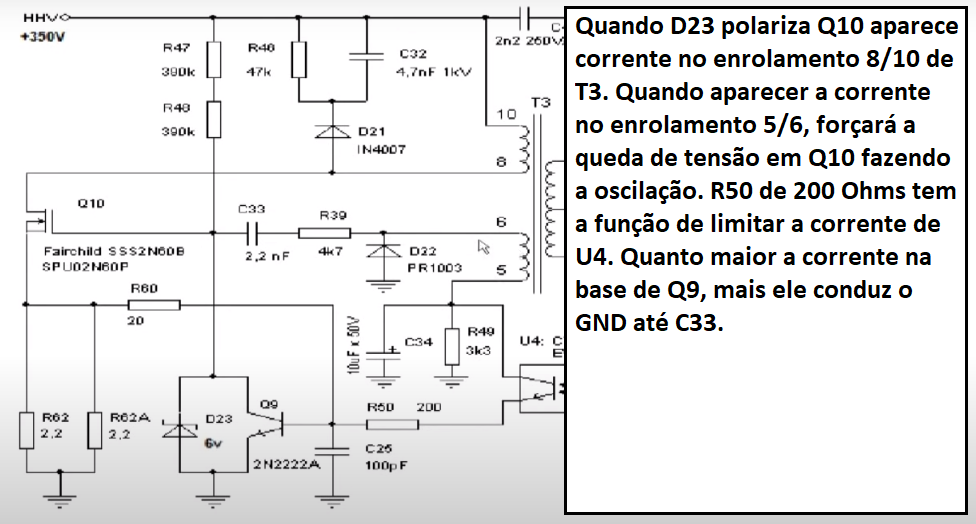 HHV
+350V
R47
390k
R48
390k
R46
47k
C32
4,7nF 1kV
2n2 250V
10
T3
8
D21
IN4007
Q10
Fairchild SSS2N60B
SPU02N60P
C33
2,2 nF
R39
4k7
6
5
D22
PR1003
R60
20
10uF x 50V
C34
R49
3k3
U4: C
R62
2,2
R62A
2,2
D23
6v
Q9
2N2222A
R50 200
C25
100pF
Quando D23 polariza Q10 aparece
corrente no enrolamento 8/10 de
T3. Quando aparecer a corrente
no enrolamento 5/6, forçará a
queda de tensão em Q10 fazendo
a oscilação. R50 de 200 Ohms tem
a função de limitar a corrente de
U4. Quanto maior a corrente na
base de Q9, mais ele conduz o
GND até C33.